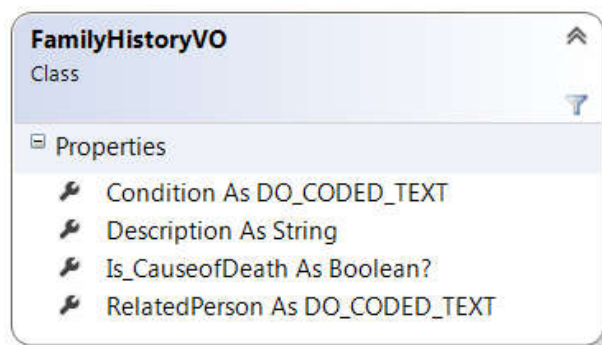 FamilyHistoryVO
Class
Properties
Condition As DO_CODED_TEXT
Description As String
Is_CauseofDeath As Boolean?
RelatedPerson As DO_CODED_TEXT